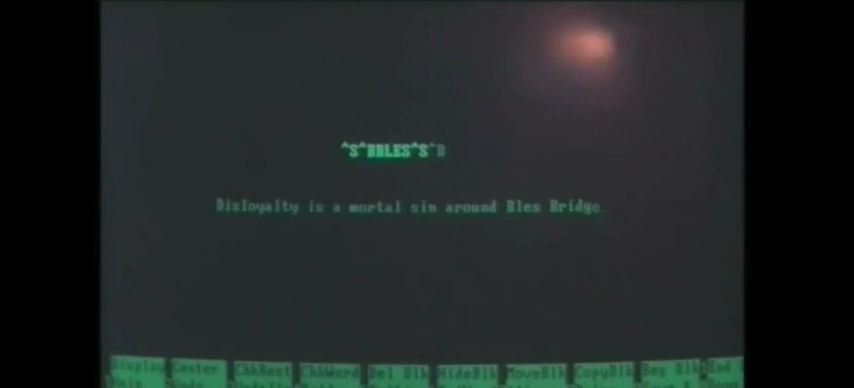 ^S^BBLES^S^B
Disloyalty is a mortal sin around Bles Bridge.
Display Center ChkRest ChkWord Del Blk HideBlk MoveBlk CopyBlk Beg Blk End